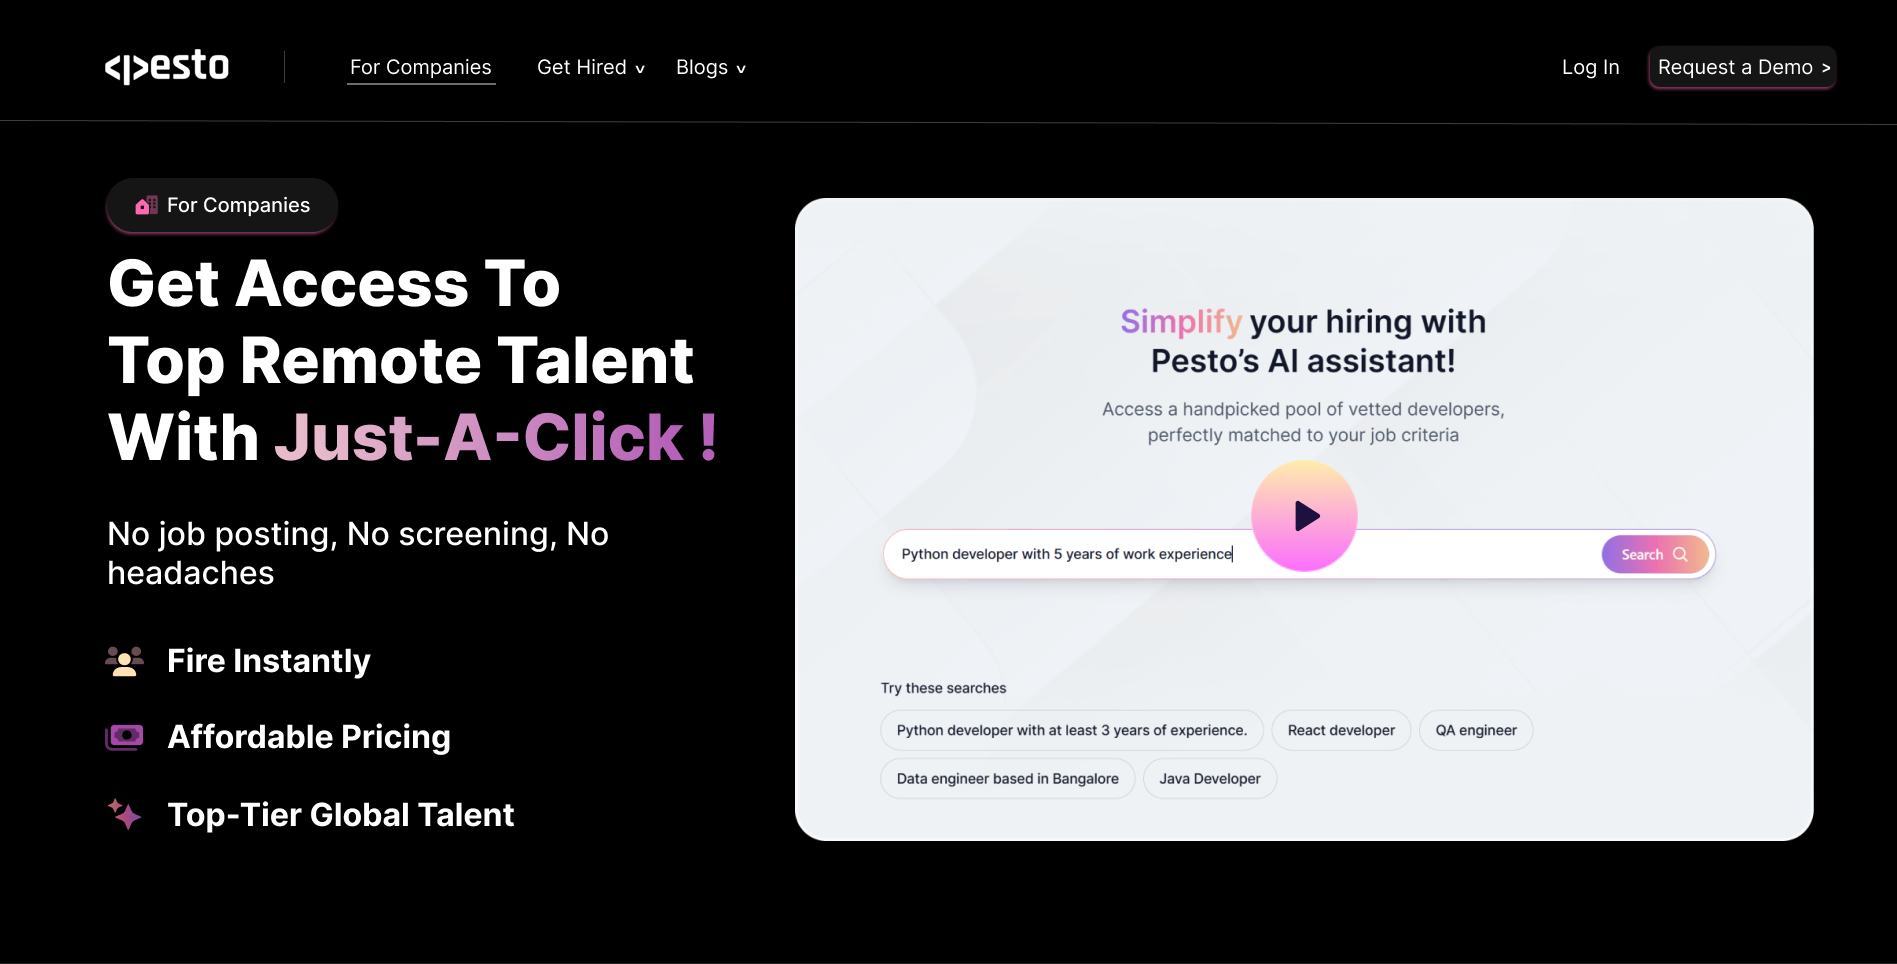 <p>esto
For Companies
Get Hired v
Blogs v
Log In
Request a Demo >
For Companies
Get Access To
Top Remote Talent
With Just-A-Click !
No job posting, No screening, No
headaches
Fire Instantly
Affordable Pricing
Top-Tier Global Talent
Simplify your hiring with
Pesto’s AI assistant!
Access a handpicked pool of vetted developers,
perfectly matched to your job criteria
Python developer with 5 years of work experience
Search
Try these searches
Python developer with at least 3 years of experience.
React developer
QA engineer
Data engineer based in Bangalore
Java Developer